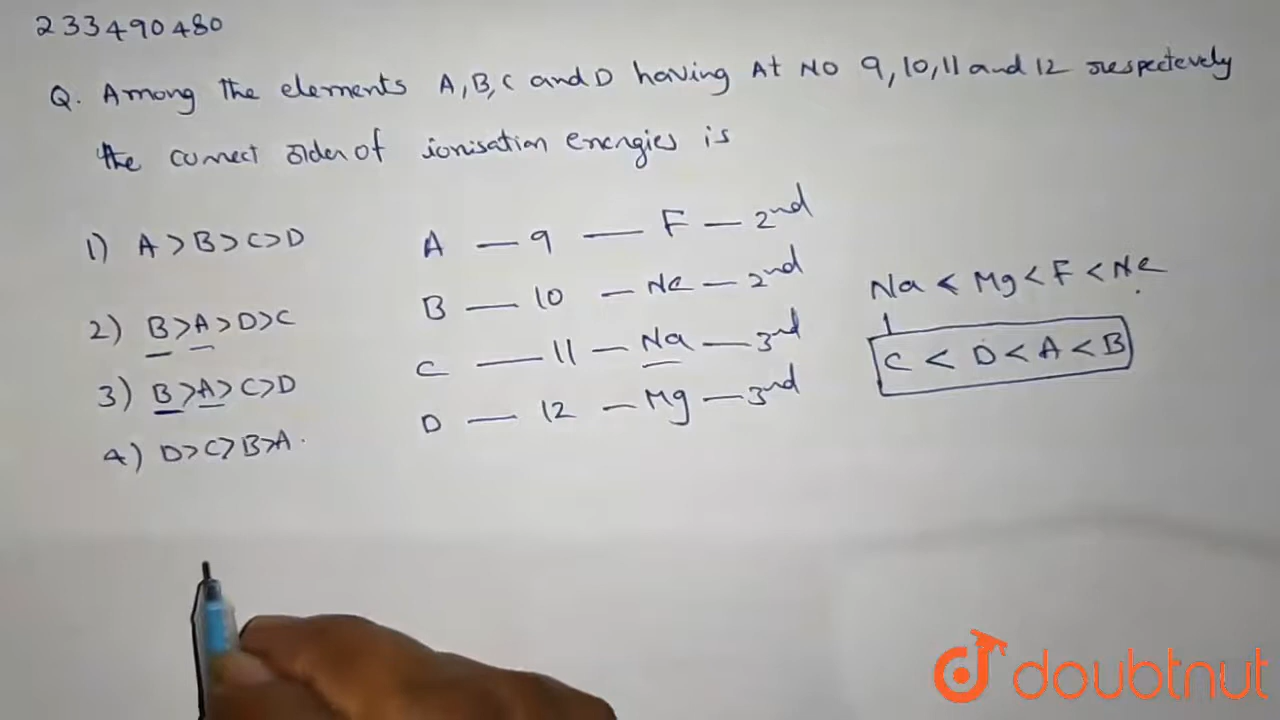 233490480
Q. Among the elements A,B,C and D having At No 9,10,11 and 12 respectevely
the correct order of ionisation energies is
1) A>B>C>D
2) B>A>D>C
3) B>A>C>D
4) D>C>B>A.
A — 9 — F — 2nd
B — 10 — Ne — 2nd
C — 11 — Na — 3rd
D — 12 — Mg — 3rd
Na < Mg < F < Ne
C < D < A < B
doubtnut